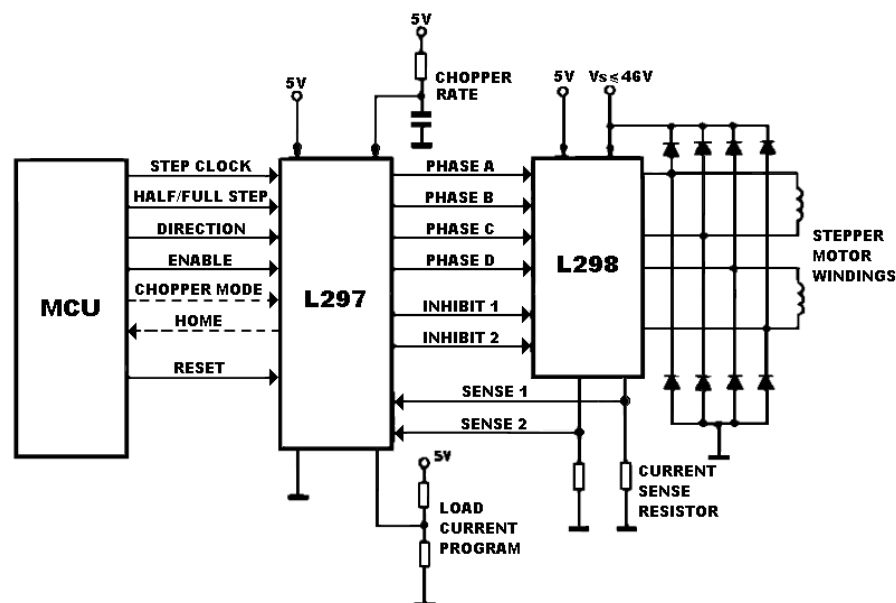 5V
5V
CHOPPER
RATE
5V
Vs≤46V
MCU
STEP CLOCK
HALF/FULL STEP
DIRECTION
ENABLE
CHOPPER MODE
HOME
RESET
L297
PHASE A
PHASE B
PHASE C
PHASE D
INHIBIT 1
INHIBIT 2
SENSE 1
SENSE 2
L298
STEPPER
MOTOR
WINDINGS
5V
LOAD
CURRENT
PROGRAM
CURRENT
SENSE
RESISTOR